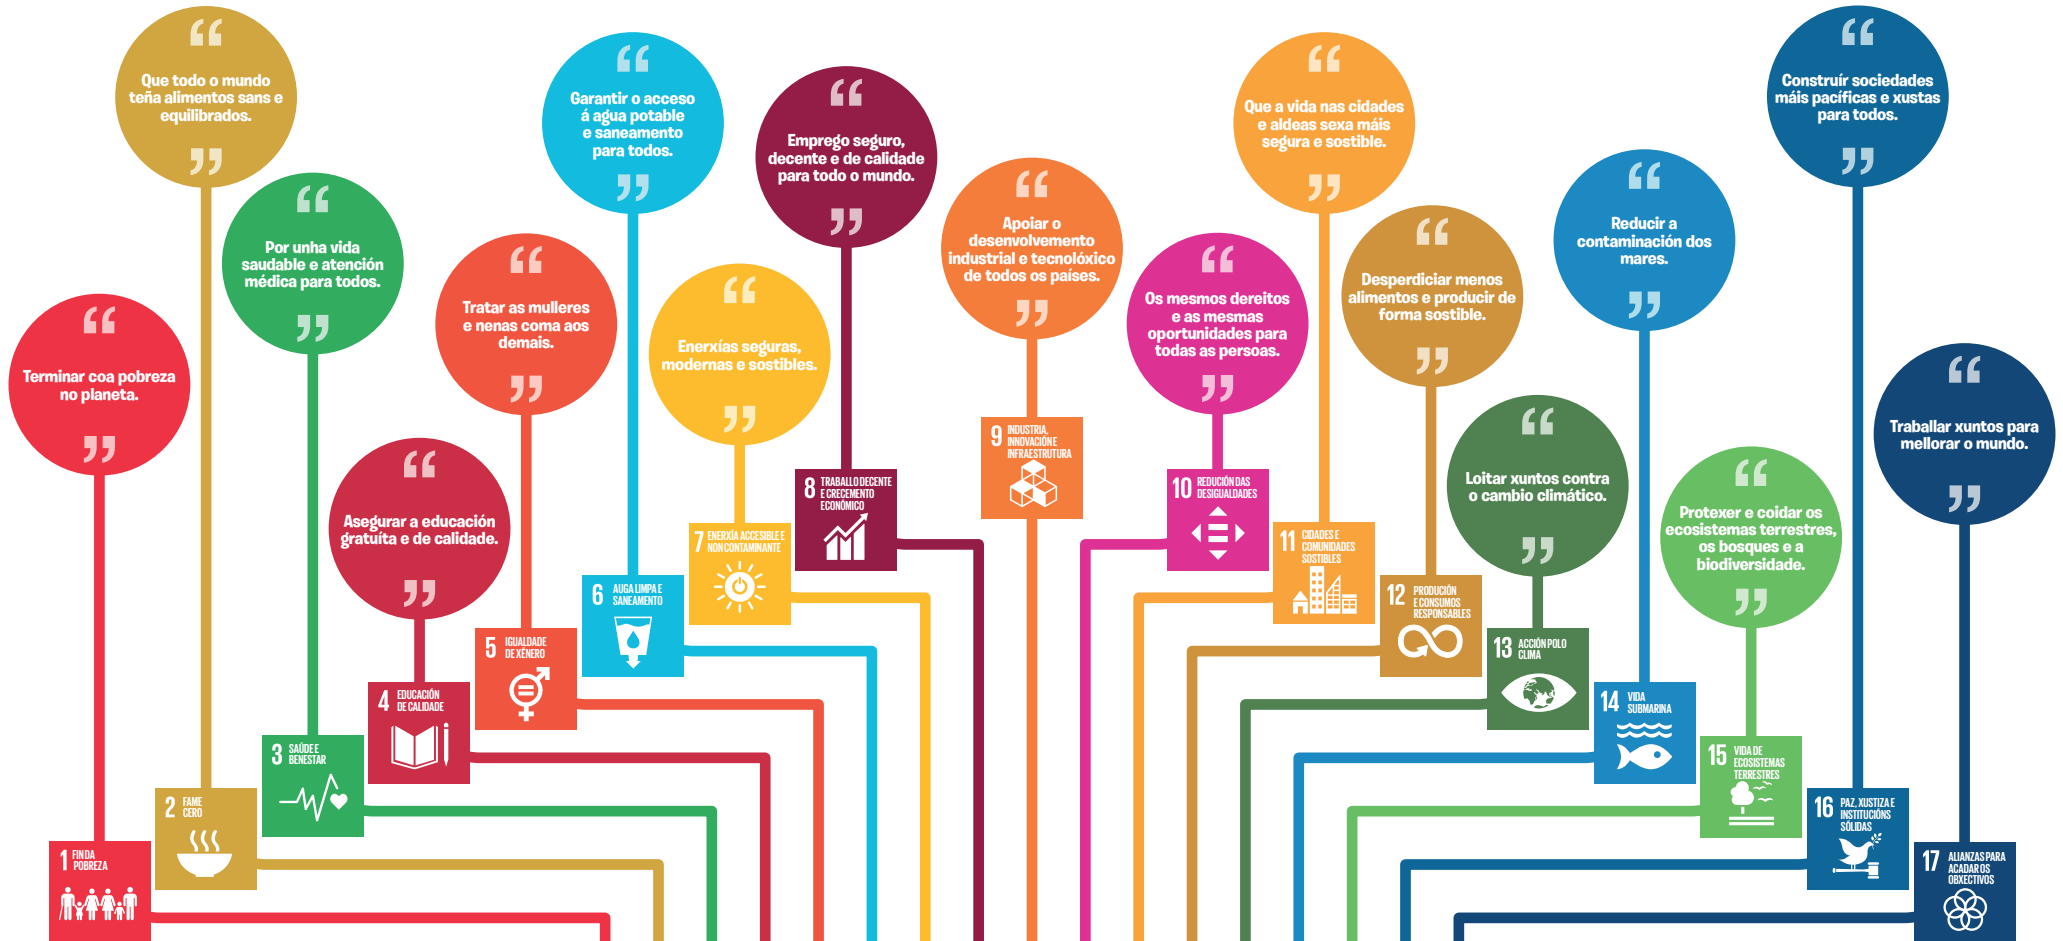 “
Terminar coa pobreza
no planeta.
”
1 FIN DA
POBREZA
“
Que todo o mundo
teña alimentos sans e
equilibrados.
”
2 FAME
CERO
“
Por unha vida
saudable e atención
médica para todos.
”
3 SAÚDE E
BENESTAR
“
Asegurar a educación
gratuíta e de calidade.
”
4 EDUCACIÓN
DE CALIDADE
“
Tratar as mulleres
e nenas coma aos
demais.
”
5 IGUALDADE
DE XÉNERO
“
Garantir o acceso
á agua potable
e saneamento
para todos.
”
6 AUGA LIMPA E
SANEAMENTO
“
Enerxías seguras,
modernas e sostibles.
”
7 ENERXÍA ACCESIBLE E
NON CONTAMINANTE
“
Emprego seguro,
decente e de calidade
para todo o mundo.
”
8 TRABALLO DECENTE
E CRECEMENTO
ECONÓMICO
“
Apoiar o
desenvolvemento
industrial e tecnolóxico
de todos os países.
”
9 INDUSTRIA,
INNOVACIÓN E
INFRAESTRUTURA
“
Os mesmos dereitos
e as mesmas
oportunidades para
todas as persoas.
”
10 REDUCIÓN DAS
DESIGUALDADES
“
Que a vida nas cidades
e aldeas sexa máis
segura e sostible.
”
11 CIDADES E
COMUNIDADES
SOSTIBLES
“
Desperdiciar menos
alimentos e producir de
forma sostible.
”
12 PRODUCIÓN
E CONSUMOS
RESPONSABLES
“
Loitar xuntos contra
o cambio climático.
”
13 ACCIÓN POLO
CLIMA
“
Reducir a
contaminación dos
mares.
”
14 VIDA
SUBMARINA
“
Protexer e coidar os
ecosistemas terrestres,
os bosques e a
biodiversidade.
”
15 VIDA DE
ECOSISTEMAS
TERRESTRES
“
Construír sociedades
máis pacíficas e xustas
para todos.
”
16 PAZ, XUSTIZA E
INSTITUCIÓNS
SÓLIDAS
“
Traballar xuntos para
mellorar o mundo.
”
17 ALIANZAS PARA
ACADAR OS
OBXECTIVOS